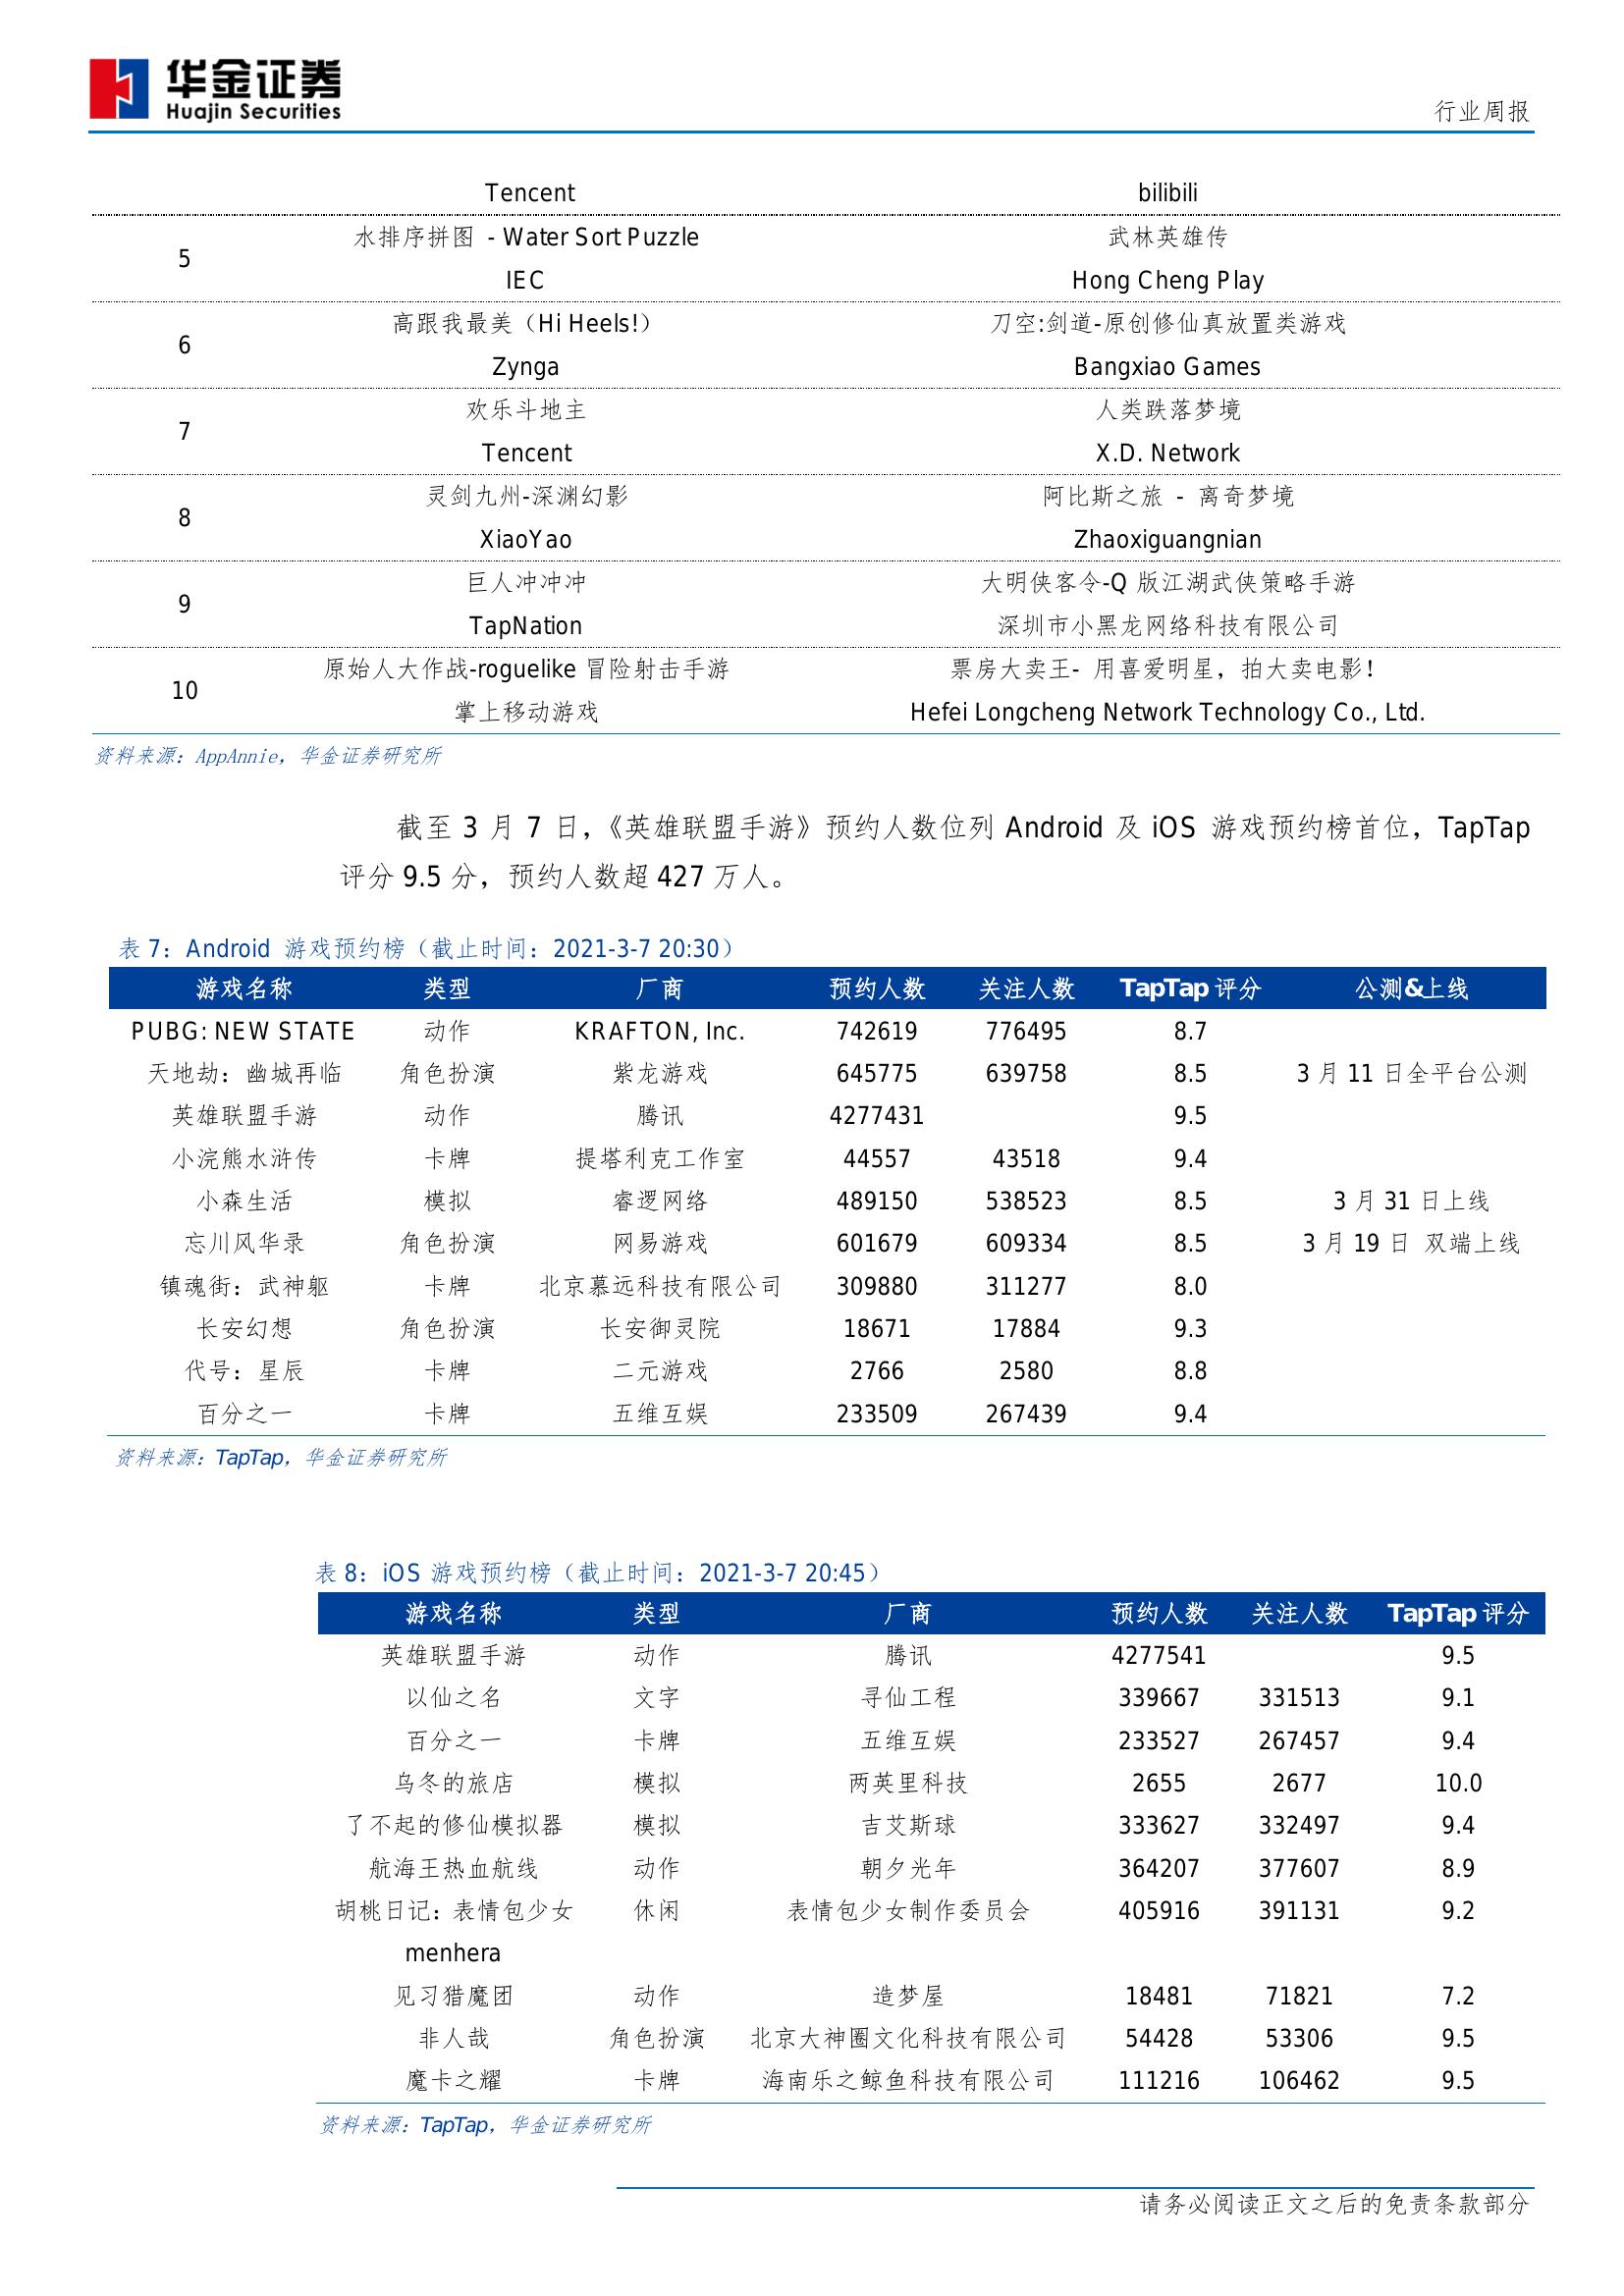 华金证券
Huajin Securities
行业周报
Tencent bilibili
5 水排序拼图 - Water Sort Puzzle 武林英雄传
IEC Hong Cheng Play
6 高跟我最美（Hi Heels!） 刀空:剑道-原创修仙真放置类游戏
Zynga Bangxiao Games
7 欢乐斗地主 人类跌落梦境
Tencent X.D. Network
8 灵剑九州-深渊幻影 阿比斯之旅 - 离奇梦境
XiaoYao Zhaoxiguangnian
9 巨人冲冲冲 大明侠客令-Q 版江湖武侠策略手游
TapNation 深圳市小黑龙网络科技有限公司
10 原始人大作战-roguelike 冒险射击手游 票房大卖王- 用喜爱明星，拍大卖电影！
掌上移动游戏 Hefei Longcheng Network Technology Co., Ltd.
资料来源：AppAnnie，华金证券研究所
截至 3 月 7 日，《英雄联盟手游》预约人数位列 Android 及 iOS 游戏预约榜首位，TapTap
评分 9.5 分，预约人数超 427 万人。
表 7：Android 游戏预约榜（截止时间：2021-3-7 20:30）
游戏名称 类型 厂商 预约人数 关注人数 TapTap 评分 公测&上线
PUBG: NEW STATE 动作 KRAFTON, Inc. 742619 776495 8.7
天地劫：幽城再临 角色扮演 紫龙游戏 645775 639758 8.5 3 月 11 日全平台公测
英雄联盟手游 动作 腾讯 4277431 9.5
小浣熊水浒传 卡牌 提塔利克工作室 44557 43518 9.4
小森生活 模拟 睿逻网络 489150 538523 8.5 3 月 31 日上线
忘川风华录 角色扮演 网易游戏 601679 609334 8.5 3 月 19 日 双端上线
镇魂街：武神躯 卡牌 北京慕远科技有限公司 309880 311277 8.0
长安幻想 角色扮演 长安御灵院 18671 17884 9.3
代号：星辰 卡牌 二元游戏 2766 2580 8.8
百分之一 卡牌 五维互娱 233509 267439 9.4
资料来源：TapTap，华金证券研究所
表 8：iOS 游戏预约榜（截止时间：2021-3-7 20:45）
游戏名称 类型 厂商 预约人数 关注人数 TapTap 评分
英雄联盟手游 动作 腾讯 4277541 9.5
以仙之名 文字 寻仙工程 339667 331513 9.1
百分之一 卡牌 五维互娱 233527 267457 9.4
乌冬的旅店 模拟 两英里科技 2655 2677 10.0
了不起的修仙模拟器 模拟 吉艾斯球 333627 332497 9.4
航海王热血航线 动作 朝夕光年 364207 377607 8.9
胡桃日记：表情包少女 休闲 表情包少女制作委员会 405916 391131 9.2
menhera
见习猎魔团 动作 造梦屋 18481 71821 7.2
非人哉 角色扮演 北京大神圈文化科技有限公司 54428 53306 9.5
魔卡之耀 卡牌 海南乐之鲸鱼科技有限公司 111216 106462 9.5
资料来源：TapTap，华金证券研究所
请务必阅读正文之后的免责条款部分